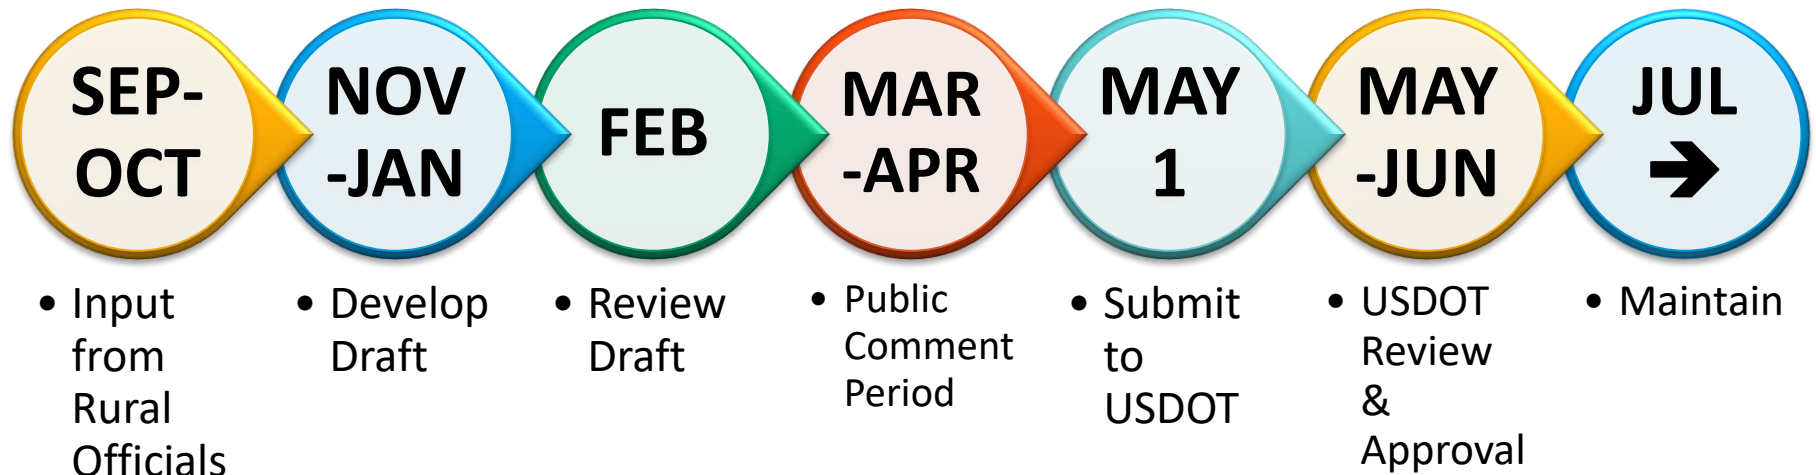 SEP-
OCT
NOV
-JAN
FEB
MAR
-APR
MAY
1
MAY
-JUN
JUL
➔
• Input
from
Rural
Officials
• Develop
Draft
• Review
Draft
• Public
Comment
Period
• Submit
to
USDOT
• USDOT
Review
&
Approval
• Maintain